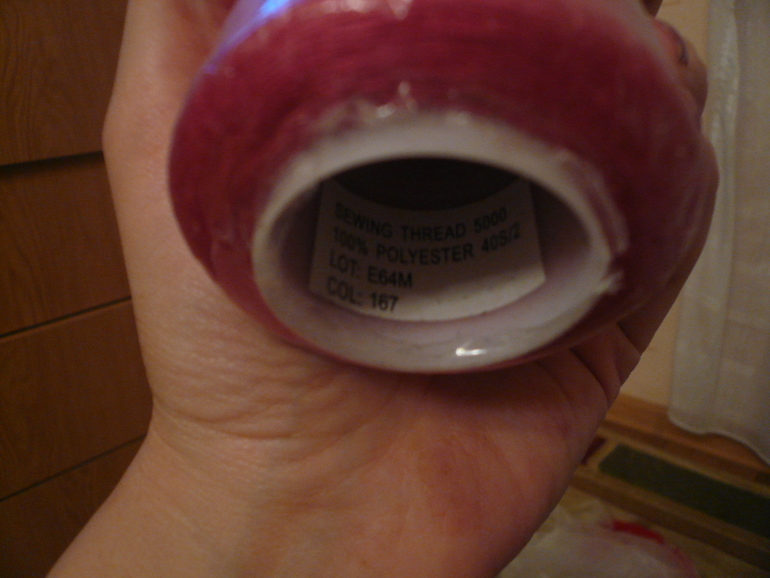 SEWING THREAD 5000
100% POLYESTER 40S/2
LOT: E64M
COL: 167